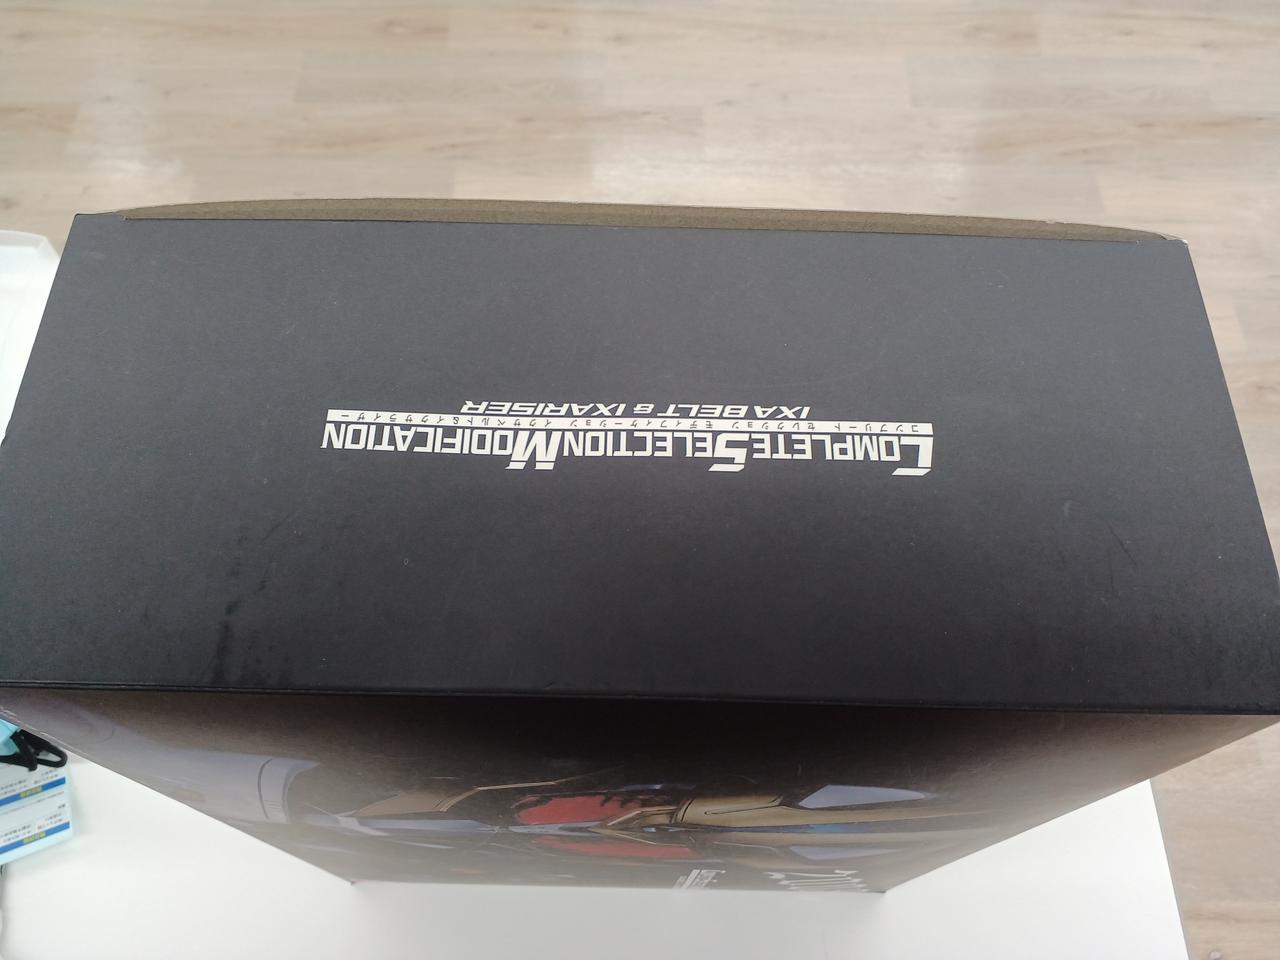 COMPLETE SELECTION MODIFICATION
コンプリート セレクション モディフィケーション イクサベルト&イクサライザー
IXA BELT & IXARISER